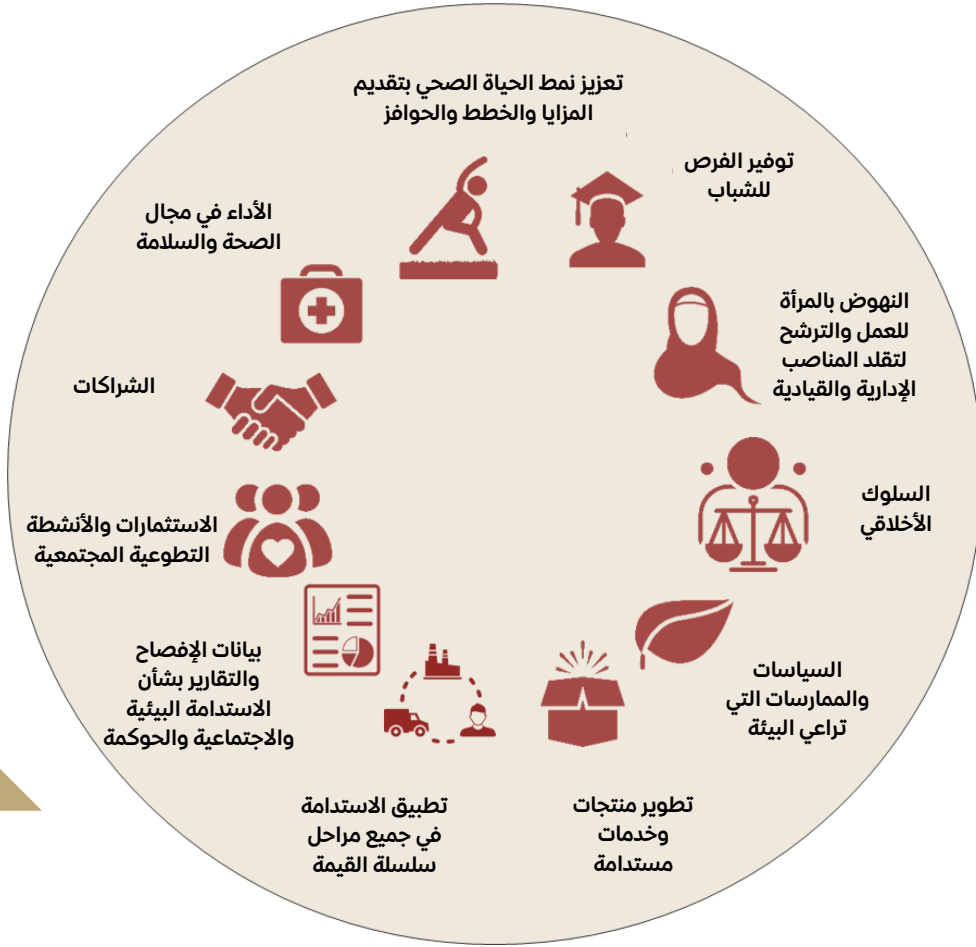 تعزيز نمط الحياة الصحي بتقديم
المزايا والخطط والحوافز
توفير الفرص
للشباب
النهوض بالمرأة
للعمل والترشح
لتقلد المناصب
الإدارية والقيادية
السلوك
الأخلاقي
السياسات
والممارسات التي
تراعي البيئة
تطوير منتجات
وخدمات
مستدامة
تطبيق الاستدامة
في جميع مراحل
سلسلة القيمة
بيانات الإفصاح
والتقارير بشأن
الاستدامة البيئية
والاجتماعية والحوكمة
الاستثمارات والأنشطة
التطوعية المجتمعية
الشراكات
الأداء في مجال
الصحة والسلامة